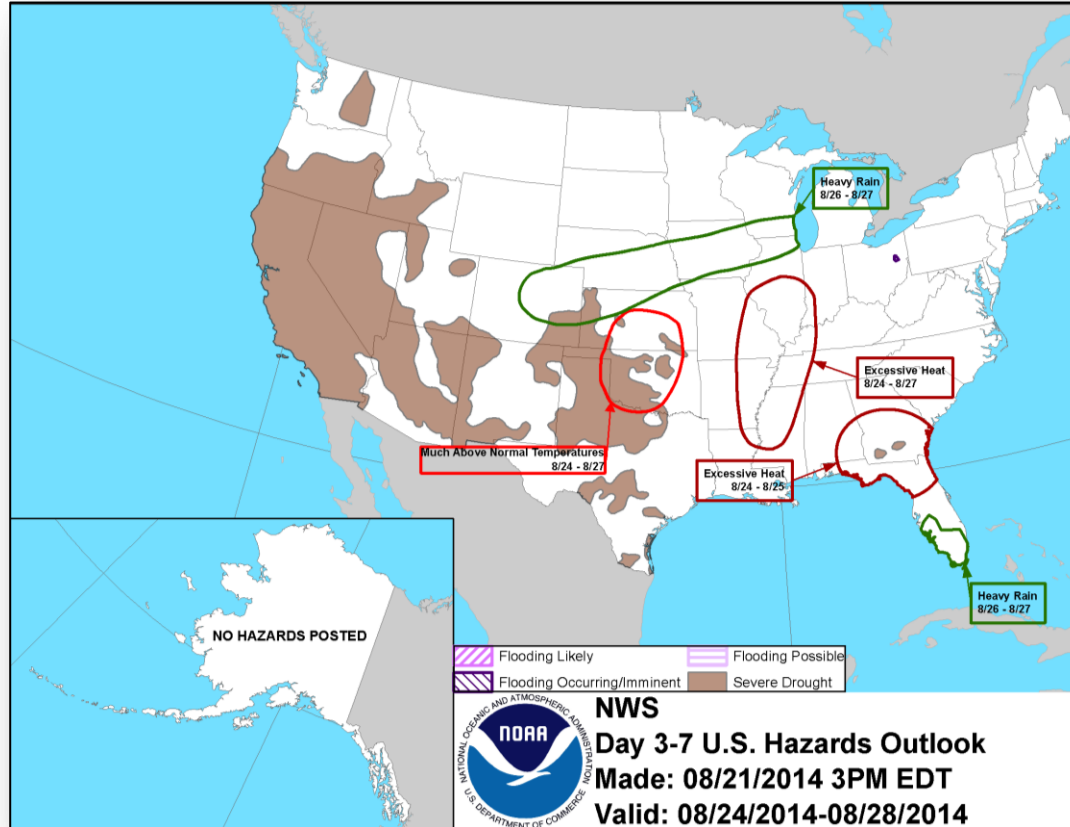 Heavy Rain
8/26 - 8/27
Excessive Heat
8/24 - 8/27
Much Above Normal Temperatures
8/24 - 8/27
Excessive Heat
8/24 - 8/25
Heavy Rain
8/26 - 8/27
NO HAZARDS POSTED
Flooding Likely
Flooding Possible
Flooding Occurring/Imminent
Severe Drought
NATIONAL OCEANIC AND ATMOSPHERIC ADMINISTRATION
NOAA
U.S. DEPARTMENT OF COMMERCE
NWS
Day 3-7 U.S. Hazards Outlook
Made: 08/21/2014 3PM EDT
Valid: 08/24/2014-08/28/2014